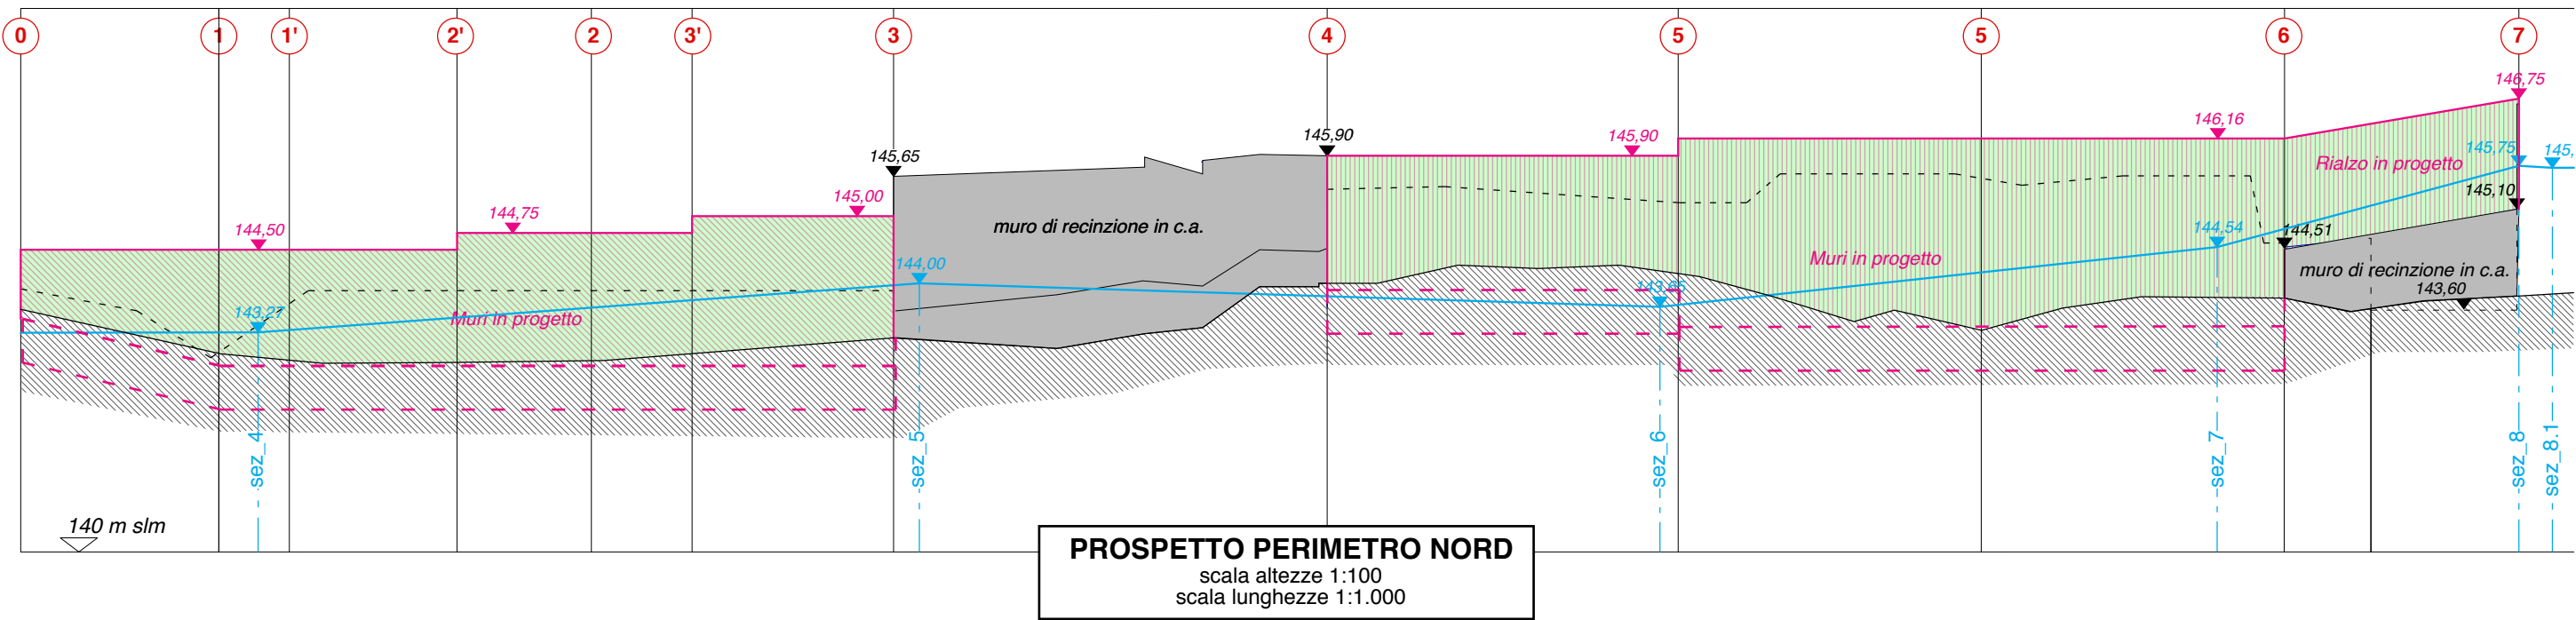 0 1 1' 2' 2 3' 3 4 5 5 6 7
146,75
146,16
145,90 145,90
145,65
145,75 145,
Rialzo in progetto
145,10
145,00
144,75
144,50
muro di recinzione in c.a.
144,54 144,51
Muri in progetto
144,00
muro di recinzione in c.a.
143,65 143,60
143,27
Muri in progetto
sez_4
sez_5
sez_6
sez_7
sez_8
sez_8.1
140 m slm
PROSPETTO PERIMETRO NORD
scala altezze 1:100
scala lunghezze 1:1.000